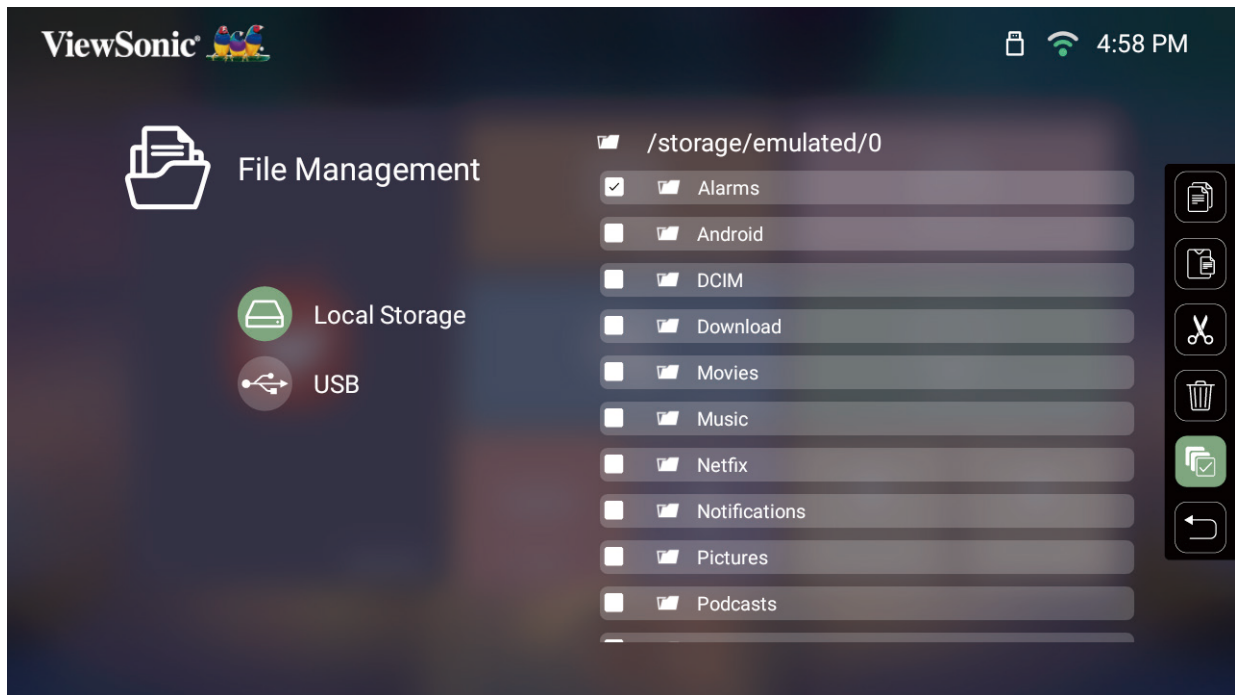 ViewSonic
4:58 PM
File Management
Local Storage
USB
/storage/emulated/0
Alarms
Android
DCIM
Download
Movies
Music
Netfix
Notifications
Pictures
Podcasts